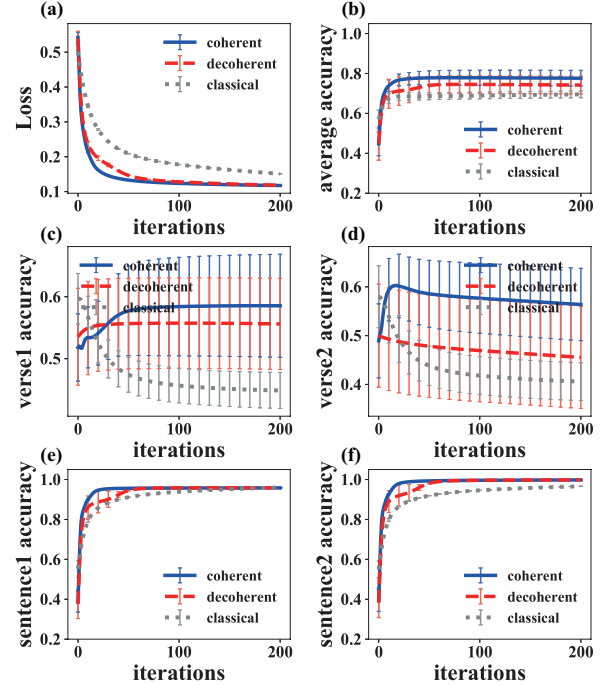 (a)
Loss
0.5
0.4
0.3
0.2
0.1
coherent
decoherent
classical
0 100 200
iterations
(b)
average accuracy
1.0
0.8
0.6
0.4
0.2
coherent
decoherent
classical
0 100 200
iterations
(c)
verse1 accuracy
0.6
0.5
coherent
decoherent
classical
0 100 200
iterations
(d)
verse2 accuracy
0.6
0.5
0.4
coherent
decoherent
classical
0 100 200
iterations
(e)
sentence1 accuracy
1.0
0.8
0.6
0.4
0.2
coherent
decoherent
classical
0 100 200
iterations
(f)
sentence2 accuracy
1.0
0.8
0.6
0.4
0.2
coherent
decoherent
classical
0 100 200
iterations